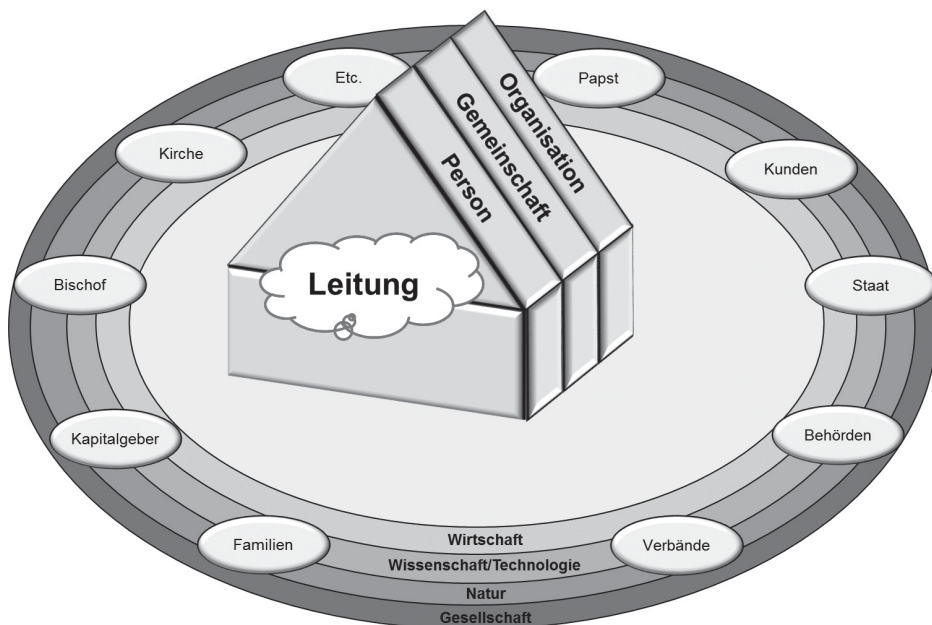 Etc.
Papst
Kirche
Kunden
Organisation
Gemeinschaft
Person
Bischof
Leitung
Staat
Kapitalgeber
Behörden
Familien
Verbände
Wirtschaft
Wissenschaft/Technologie
Natur
Gesellschaft